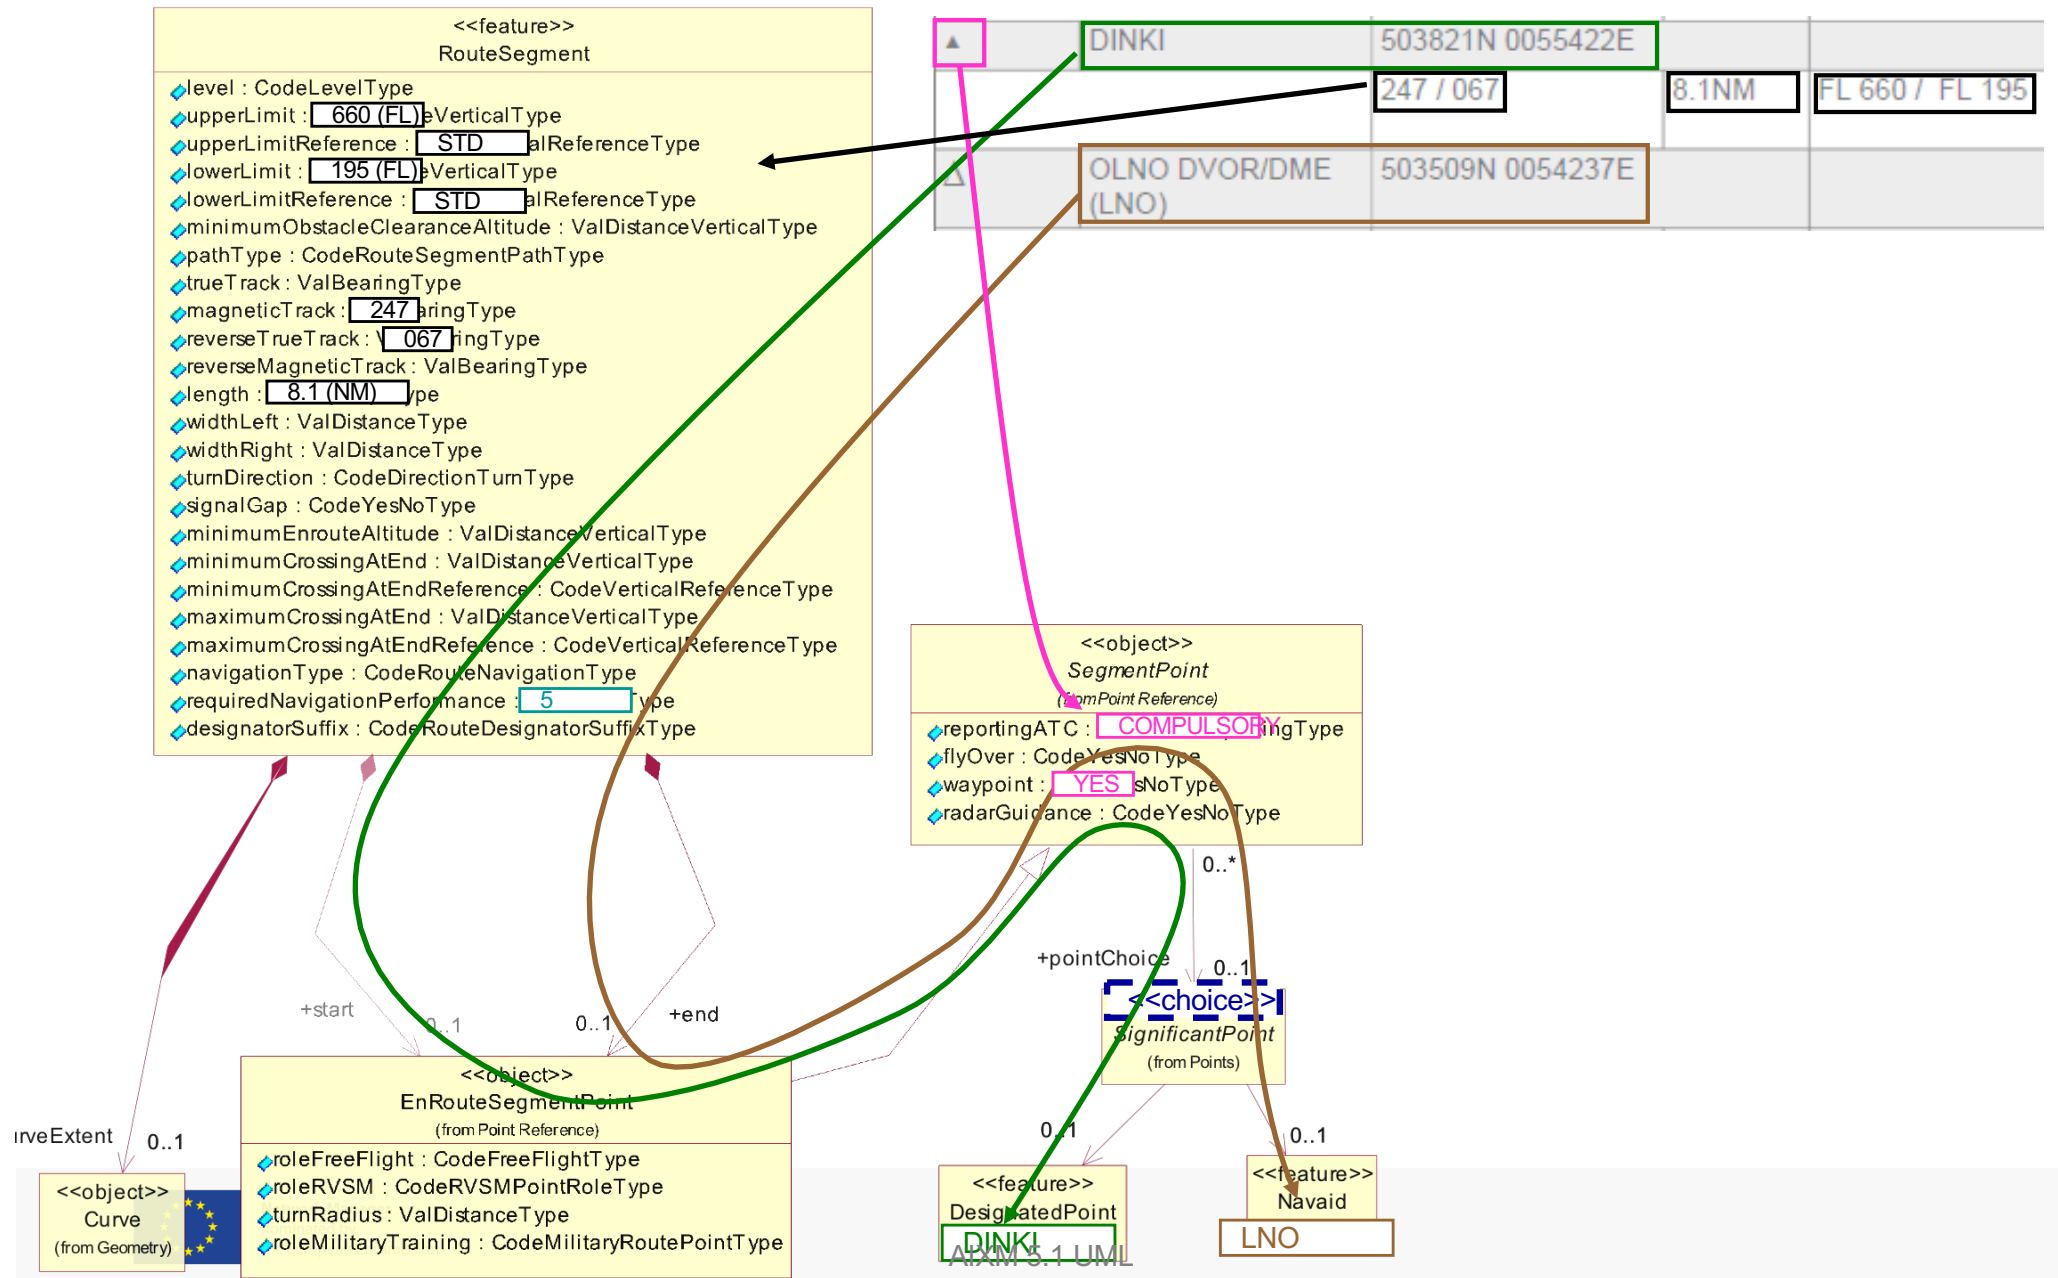 <<feature>>
RouteSegment
level : CodeLevelType
upperLimit : 660 (FL) eVerticalType
upperLimitReference : STD alReferenceType
lowerLimit : 195 (FL) eVerticalType
lowerLimitReference : STD alReferenceType
minimumObstacleClearanceAltitude : ValDistanceVerticalType
pathType : CodeRouteSegmentPathType
trueTrack : ValBearingType
magneticTrack : 247 aringType
reverseTrueTrack : 067 ringType
reverseMagneticTrack : ValBearingType
length : 8.1 (NM) ype
widthLeft : ValDistanceType
widthRight : ValDistanceType
turnDirection : CodeDirectionTurnType
signalGap : CodeYesNoType
minimumEnrouteAltitude : ValDistanceVerticalType
minimumCrossingAtEnd : ValDistanceVerticalType
minimumCrossingAtEndReference : CodeVerticalReferenceType
maximumCrossingAtEnd : ValDistanceVerticalType
maximumCrossingAtEndReference : CodeVerticalReferenceType
navigationType : CodeRouteNavigationType
requiredNavigationPerformance : 5 Type
designatorSuffix : CodeRouteDesignatorSuffixType
▲ DINKI 503821N 0055422E
247 / 067 8.1NM FL 660 / FL 195
△ OLNO DVOR/DME 503509N 0054237E
(LNO)
<<object>>
SegmentPoint
(from Point Reference)
reportingATC : COMPULSORY ingType
flyOver : CodeYesNoType
waypoint : YES sNoType
radarGuidance : CodeYesNoType
0..*
+pointChoice
0..1
<<choice>>
SignificantPoint
(from Points)
+start
0..1
0..1
+end
<<object>>
EnRouteSegmentPoint
(from Point Reference)
roleFreeFlight : CodeFreeFlightType
roleRVSM : CodeRVSMPointRoleType
turnRadius : ValDistanceType
roleMilitaryTraining : CodeMilitaryRoutePointType
rveExtent
0..1
<<object>>
Curve
(from Geometry)
0..1
0..1
<<feature>>
DesignatedPoint
DINKI
<<feature>>
Navaid
LNO
AIXM 5.1 UML